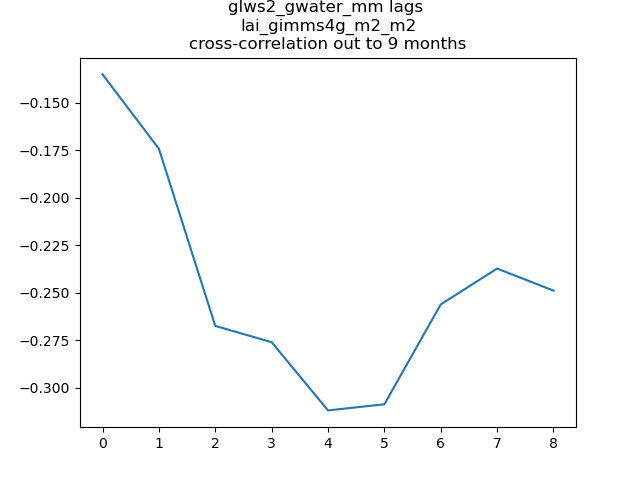 glws2_gwater_mm lags
lai_gimms4g_m2_m2
cross-correlation out to 9 months
−0.150
−0.175
−0.200
−0.225
−0.250
−0.275
−0.300
0 1 2 3 4 5 6 7 8